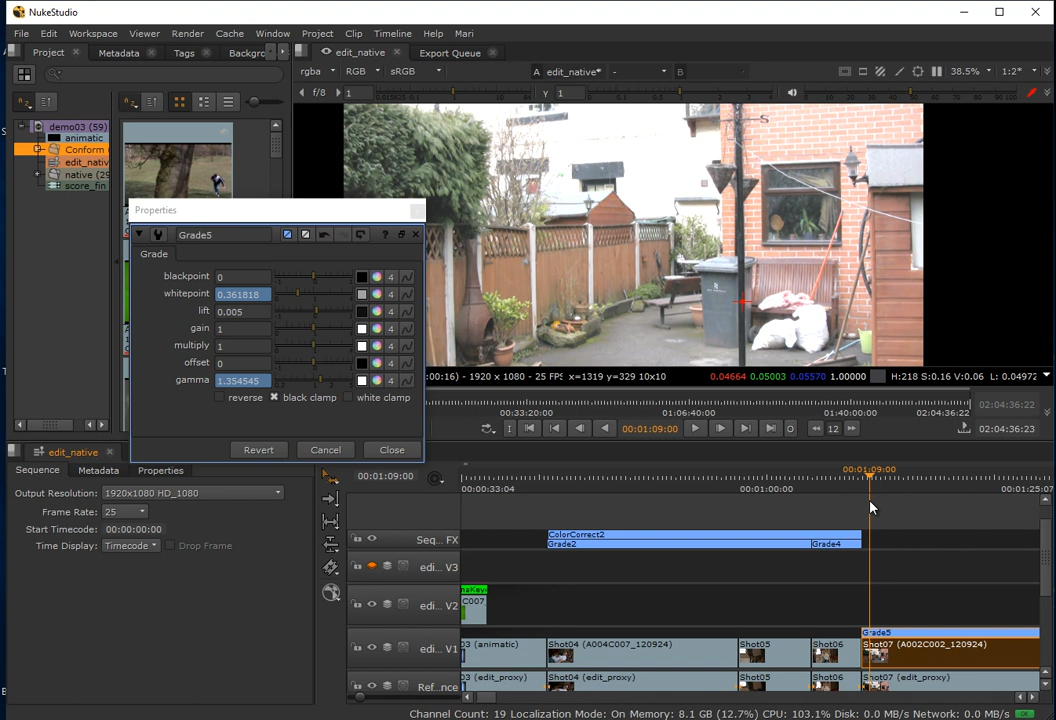 NukeStudio
File Edit Workspace Viewer Render Cache Window Project Clip Timeline Help Mari
Project Metadata Tags Backgro edit_native Export Queue
rgba RGB sRGB A edit_native* - B 38.5% 1:2*
f/8 1 Y 1
demo03 (59)
animatic
Conform
edit_nativ
native (29
score_fin
S
Properties
Grade5
Grade
blackpoint 0 4
whitepoint 0.361818 4
lift 0.005 4
gain 1 4
multiply 1 4
offset 0 4
gamma 1.354545 4
reverse black clamp white clamp
Revert Cancel Close
:00:16) - 1920 x 1080 - 25 FPS x=1319 y=329 10x10 0.04664 0.05003 0.05570 1.00000 H:218 S:0.16 V:0.06 L: 0.04972
00:33:20:00 01:06:40:00 01:40:00:00 02:04:36:22 02:04:36:22
I 00:01:09:00 O 12 02:04:36:23
edit_native
Sequence Metadata Properties
Output Resolution: 1920x1080 HD_1080
Frame Rate: 25
Start Timecode: 00:00:00:00
Time Display: Timecode Drop Frame
00:01:09:00
00:01:09:00
00:00:33:04 00:01:00:00 00:01:25:07
Seq... FX ColorCorrect2
Grade2 Grade4
edi... V3
edi... V2 naKey
C007
edi... V1 Grade5
03 (animatic) Shot04 (A004C007_120924) Shot05 Shot06 Shot07 (A002C002_120924)
Ref...nce 03 (edit_proxy) Shot04 (edit_proxy) Shot05 Shot06 Shot07 (edit_proxy)
Channel Count: 19 Localization Mode: On Memory: 8.1 GB (12.7%) CPU: 103.1% Disk: 0.0 MB/s Network: 0.0 MB/s